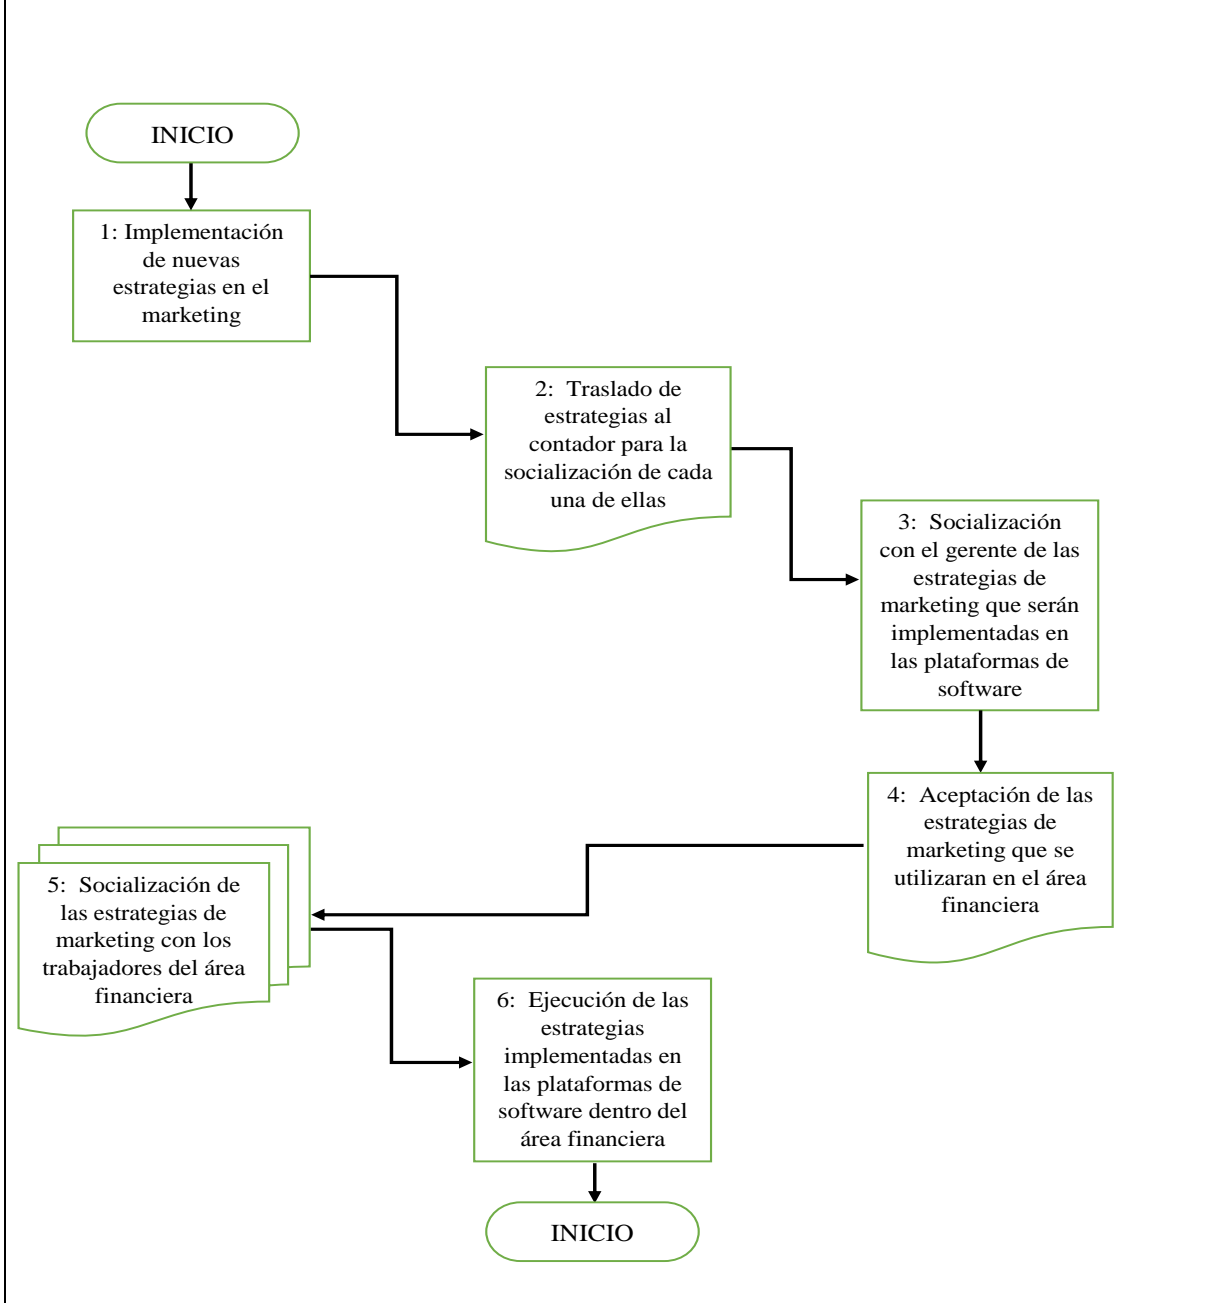 INICIO
1: Implementación
de nuevas
estrategias en el
marketing
2: Traslado de
estrategias al
contador para la
socialización de cada
una de ellas
3: Socialización
con el gerente de las
estrategias de
marketing que serán
implementadas en
las plataformas de
software
4: Aceptación de las
estrategias de
marketing que se
utilizaran en el área
financiera
5: Socialización de
las estrategias de
marketing con los
trabajadores del área
financiera
6: Ejecución de las
estrategias
implementadas en
las plataformas de
software dentro del
área financiera
INICIO